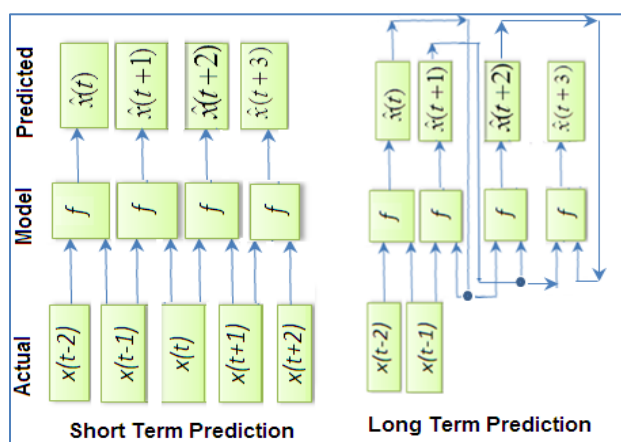 Predicted
x̂(t)
x̂(t+1)
x̂(t+2)
x̂(t+3)
x̂(t)
x̂(t+1)
x̂(t+2)
x̂(t+3)
Model
f
f
f
f
f
f
f
f
Actual
x(t-2)
x(t-1)
x(t)
x(t+1)
x(t+2)
x(t-2)
x(t-1)
Short Term Prediction
Long Term Prediction